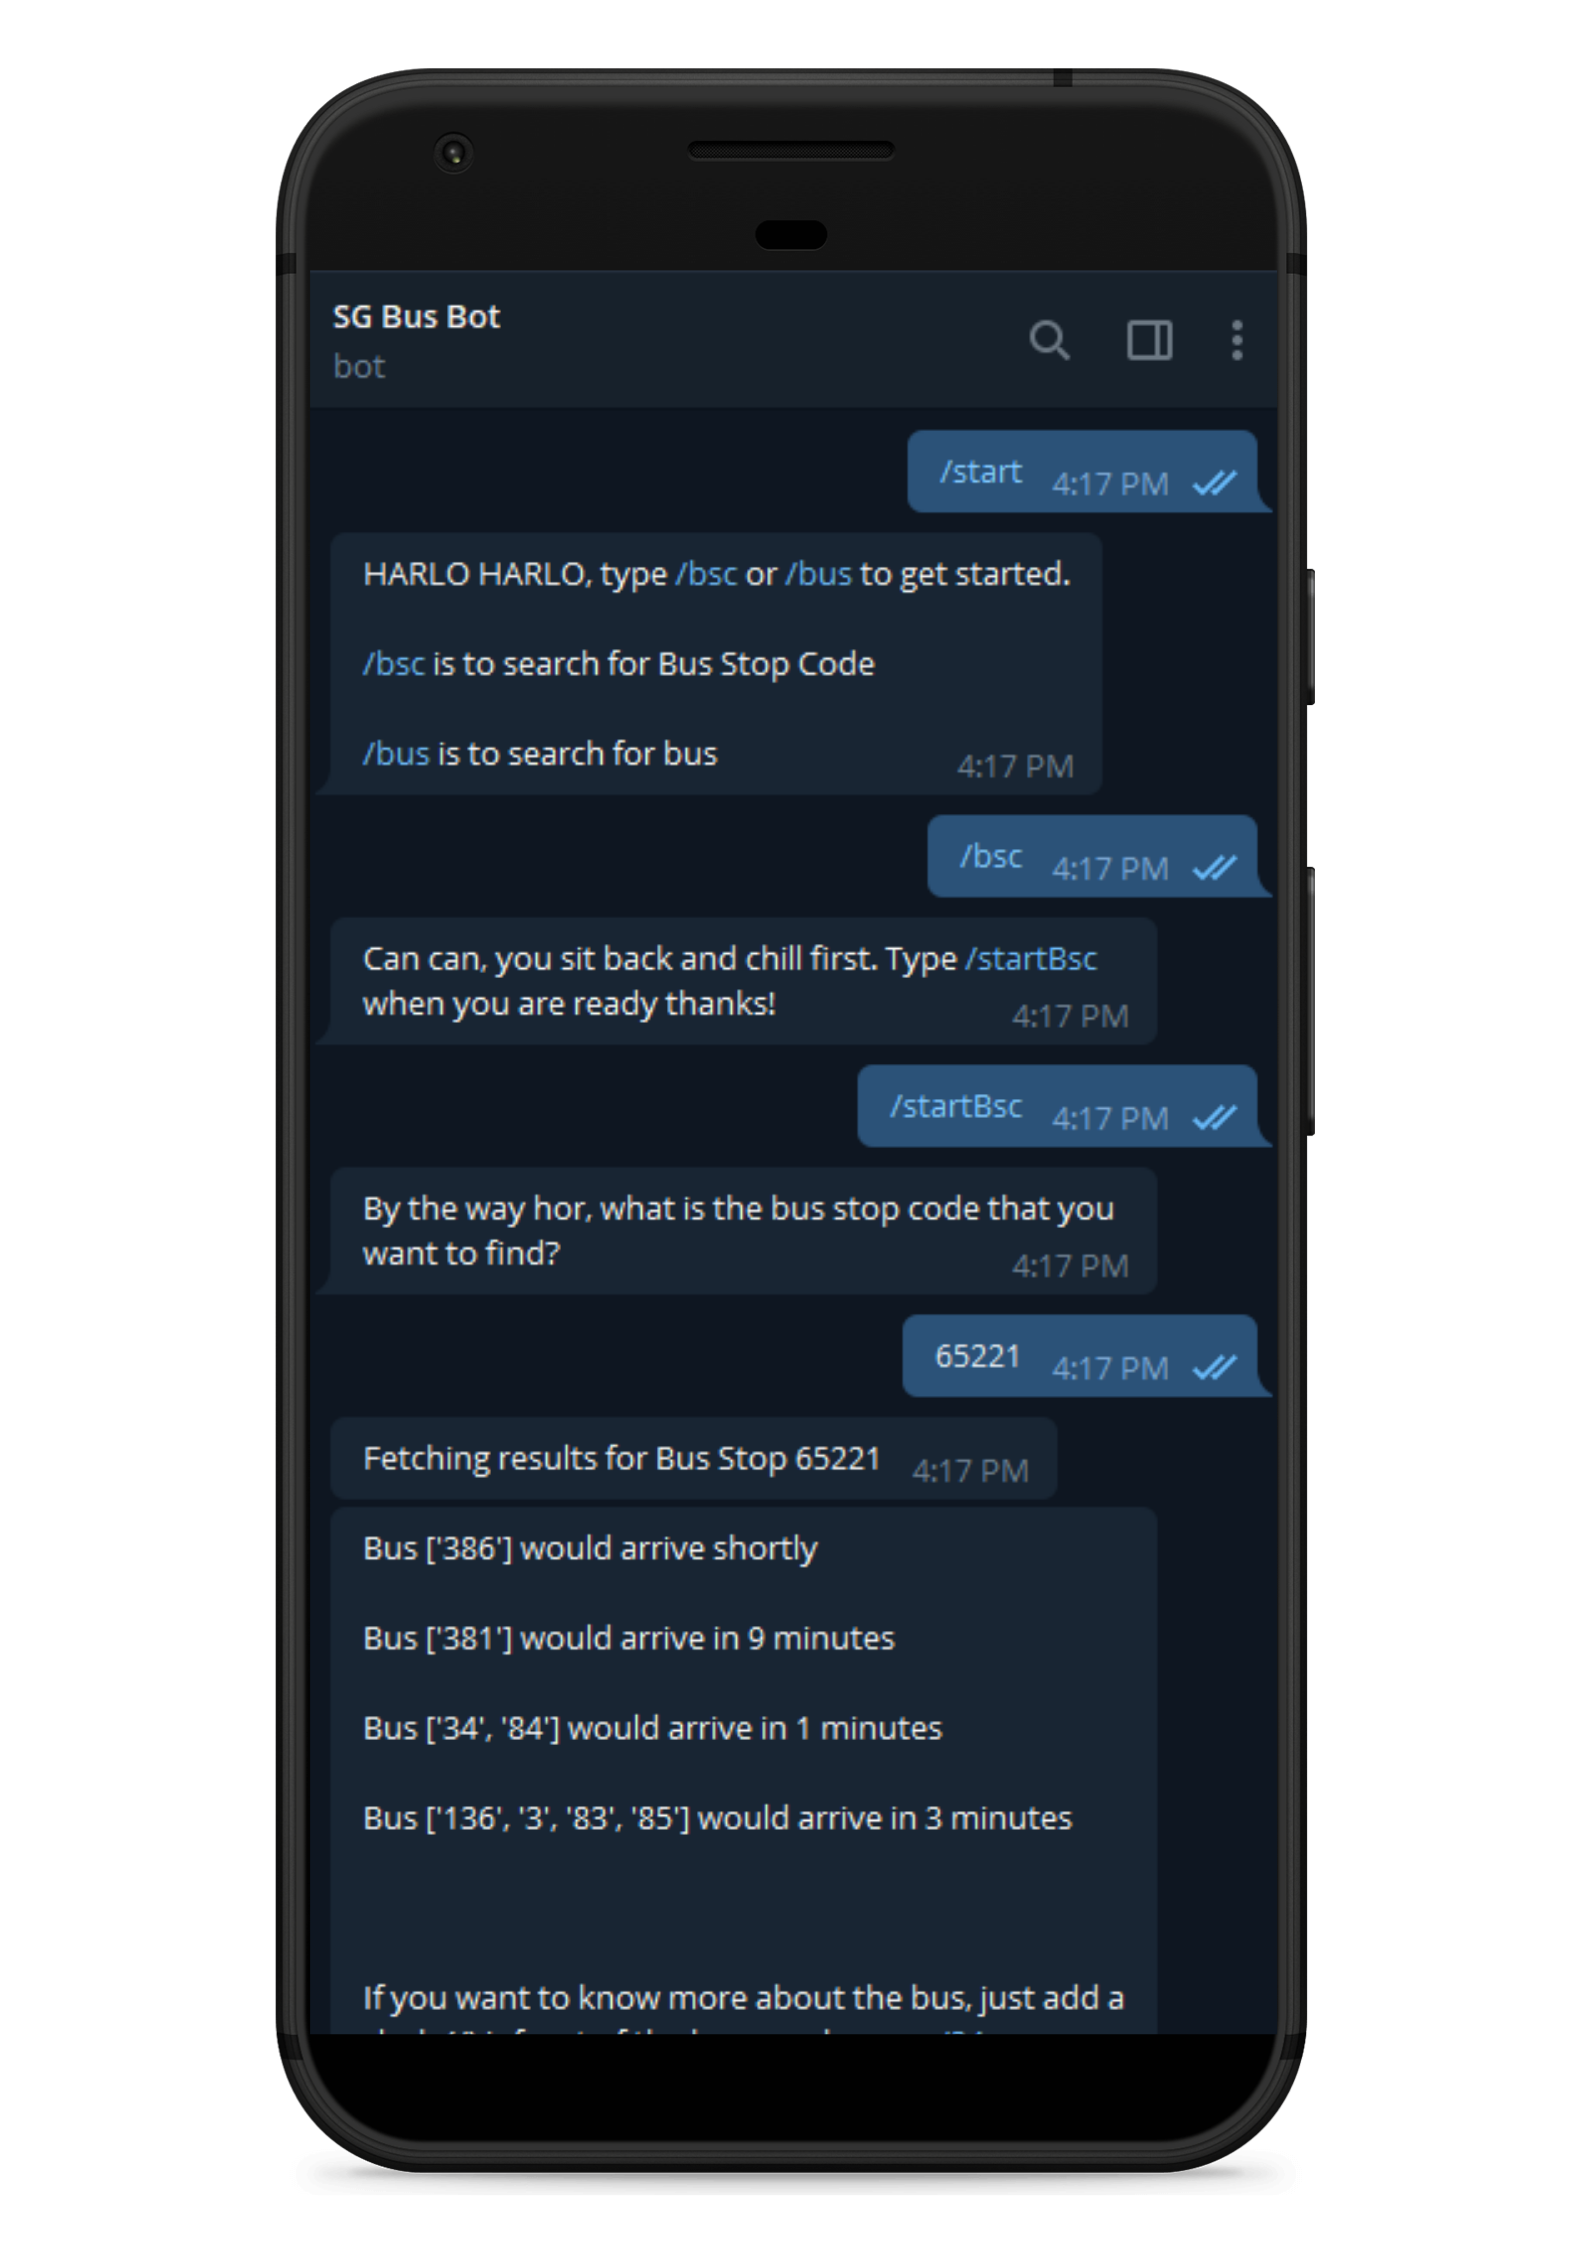 SG Bus Bot
bot
/start 4:17 PM
HARLO HARLO, type /bsc or /bus to get started.
/bsc is to search for Bus Stop Code
/bus is to search for bus
4:17 PM
/bsc 4:17 PM
Can can, you sit back and chill first. Type /startBsc
when you are ready thanks!
4:17 PM
/startBsc 4:17 PM
By the way hor, what is the bus stop code that you
want to find?
4:17 PM
65221 4:17 PM
Fetching results for Bus Stop 65221 4:17 PM
Bus ['386'] would arrive shortly
Bus ['381'] would arrive in 9 minutes
Bus ['34', '84'] would arrive in 1 minutes
Bus ['136', '3', '83', '85'] would arrive in 3 minutes
If you want to know more about the bus, just add a